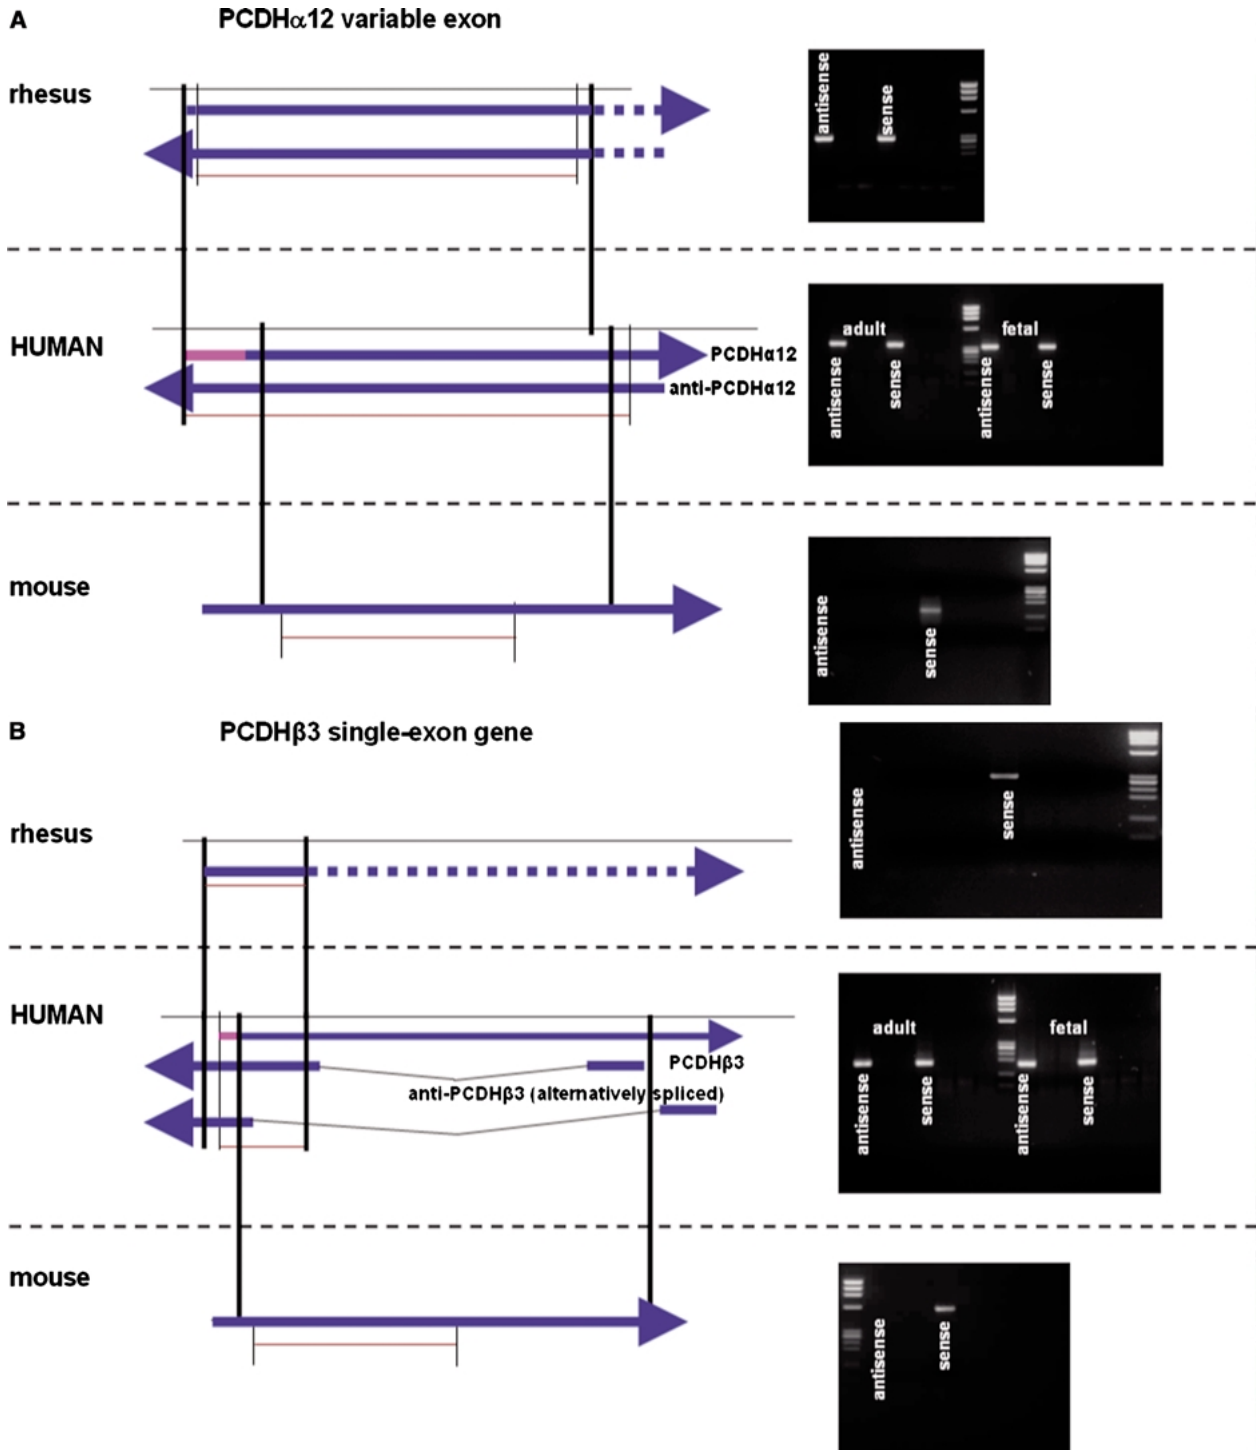 A
PCDHα12 variable exon
rhesus
antisense
sense
HUMAN
PCDHα12
anti-PCDHα12
adult
fetal
antisense
sense
antisense
sense
mouse
antisense
sense
B
PCDHβ3 single-exon gene
rhesus
antisense
sense
HUMAN
PCDHβ3
anti-PCDHβ3 (alternatively spliced)
adult
fetal
antisense
sense
antisense
sense
mouse
antisense
sense